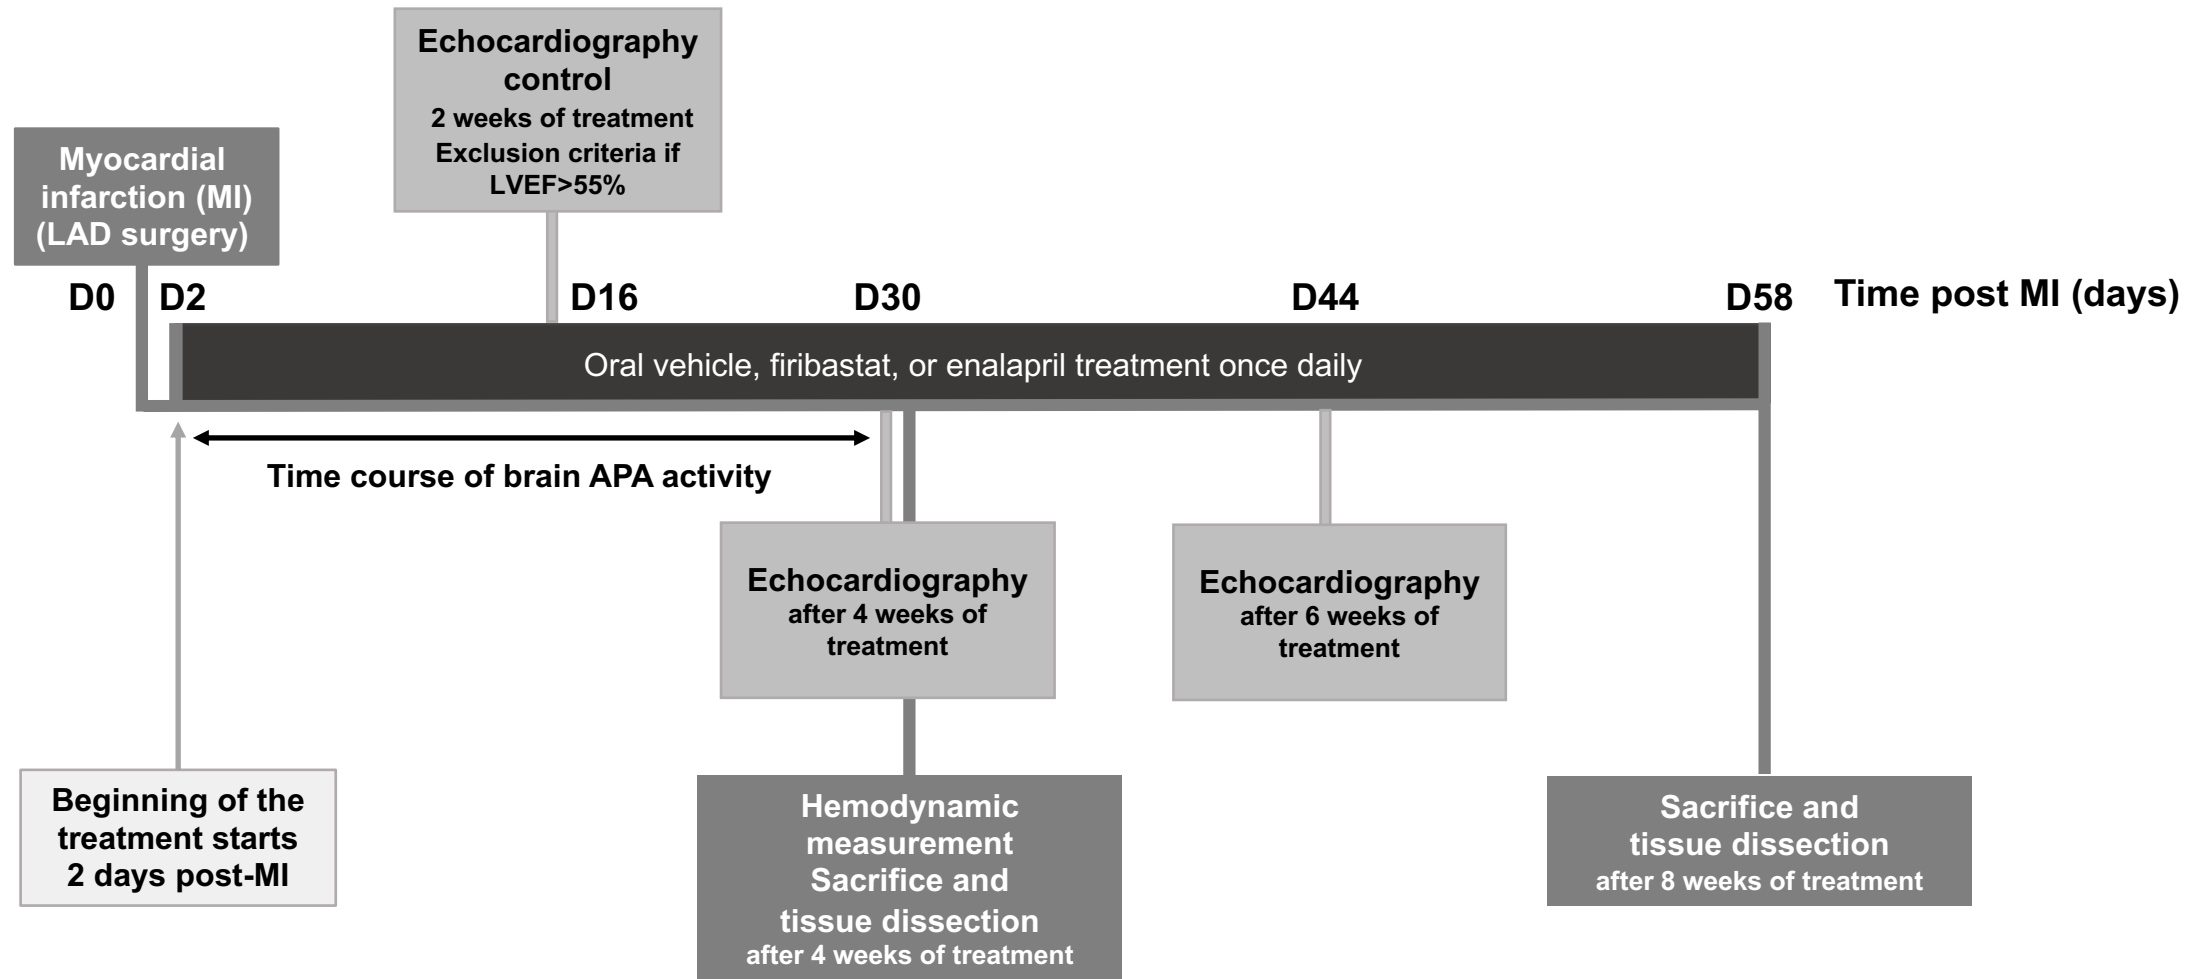 Echocardiography
control
2 weeks of treatment
Exclusion criteria if
LVEF>55%
Myocardial
infarction (MI)
(LAD surgery)
D0 D2 D16 D30 D44 D58 Time post MI (days)
Oral vehicle, firibastat, or enalapril treatment once daily
Time course of brain APA activity
Echocardiography
after 4 weeks of
treatment
Echocardiography
after 6 weeks of
treatment
Beginning of the
treatment starts
2 days post-MI
Hemodynamic
measurement
Sacrifice and
tissue dissection
after 4 weeks of treatment
Sacrifice and
tissue dissection
after 8 weeks of treatment